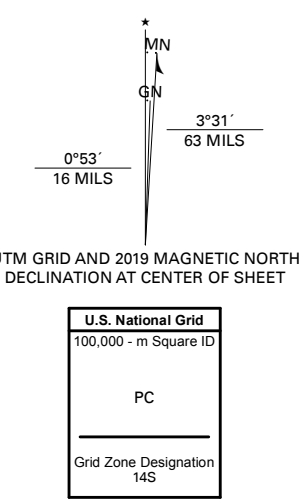 ★
MN
GN
3°31´
63 MILS
0°53´
16 MILS
UTM GRID AND 2019 MAGNETIC NORTH
DECLINATION AT CENTER OF SHEET
U.S. National Grid
100,000 - m Square ID
PC
Grid Zone Designation
14S